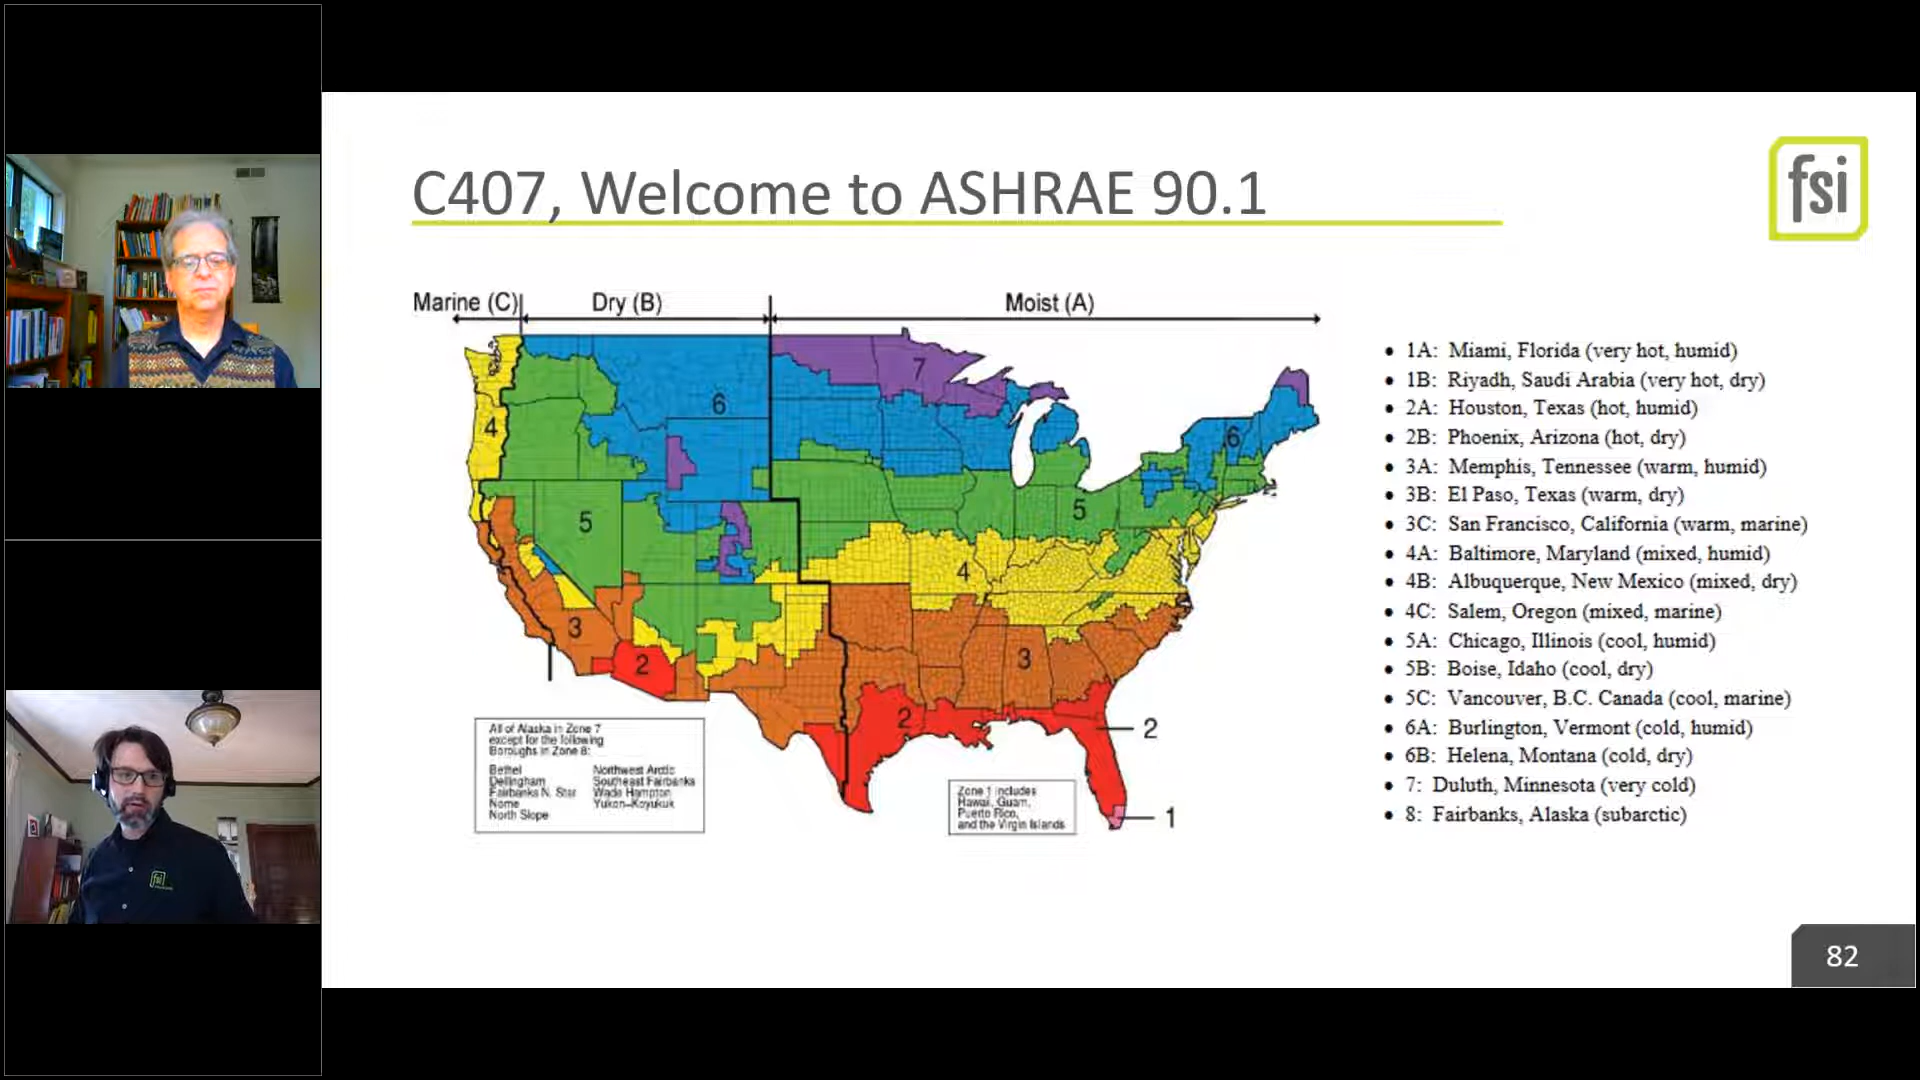 C407, Welcome to ASHRAE 90.1
fsi
Marine (C)
Dry (B)
Moist (A)
7
6
6
4
5
5
4
3
3
2
2
2
1
All of Alaska in Zone 7
except for the following
Boroughs in Zone 8:
Bethel Northwest Arctic
Dellingham Southeast Fairbanks
Fairbanks N. Star Wade Hampton
Nome Yukon-Koyukuk
North Slope
Zone 1 includes
Hawaii, Guam,
Puerto Rico,
and the Virgin Islands
• 1A: Miami, Florida (very hot, humid)
• 1B: Riyadh, Saudi Arabia (very hot, dry)
• 2A: Houston, Texas (hot, humid)
• 2B: Phoenix, Arizona (hot, dry)
• 3A: Memphis, Tennessee (warm, humid)
• 3B: El Paso, Texas (warm, dry)
• 3C: San Francisco, California (warm, marine)
• 4A: Baltimore, Maryland (mixed, humid)
• 4B: Albuquerque, New Mexico (mixed, dry)
• 4C: Salem, Oregon (mixed, marine)
• 5A: Chicago, Illinois (cool, humid)
• 5B: Boise, Idaho (cool, dry)
• 5C: Vancouver, B.C. Canada (cool, marine)
• 6A: Burlington, Vermont (cold, humid)
• 6B: Helena, Montana (cold, dry)
• 7: Duluth, Minnesota (very cold)
• 8: Fairbanks, Alaska (subarctic)
82
fsi